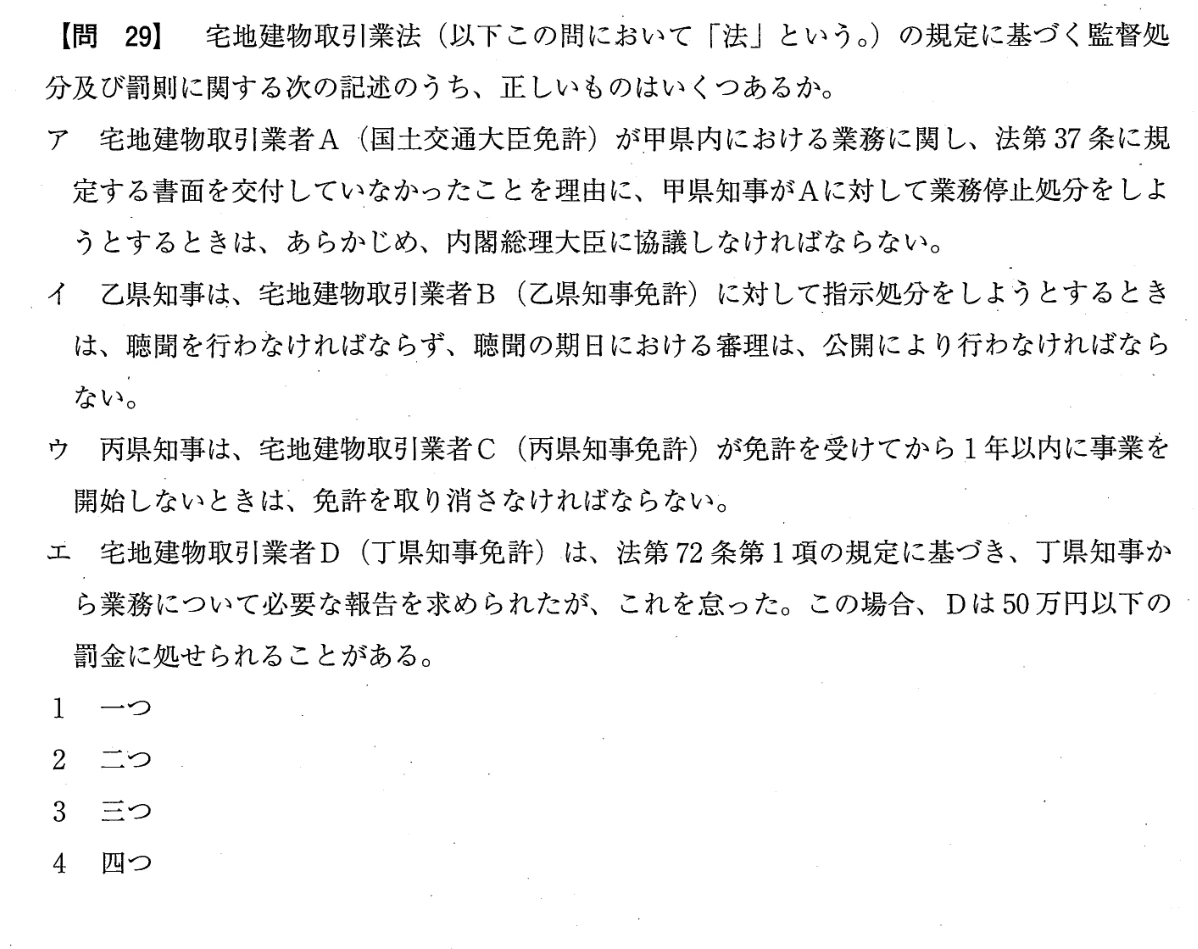 【問　29】　宅地建物取引業法（以下この問において「法」という。）の規定に基づく監督処
分及び罰則に関する次の記述のうち、正しいものはいくつあるか。
ア　宅地建物取引業者Ａ（国土交通大臣免許）が甲県内における業務に関し、法第 37 条に規
定する書面を交付していなかったことを理由に、甲県知事がＡに対して業務停止処分をしよ
うとするときは、あらかじめ、内閣総理大臣に協議しなければならない。
イ　乙県知事は、宅地建物取引業者Ｂ（乙県知事免許）に対して指示処分をしようとするとき
は、聴聞を行わなければならず、聴聞の期日における審理は、公開により行わなければなら
ない。
ウ　丙県知事は、宅地建物取引業者Ｃ（丙県知事免許）が免許を受けてから１年以内に事業を
開始しないときは、免許を取り消さなければならない。
エ　宅地建物取引業者Ｄ（丁県知事免許）は、法第 72 条第１項の規定に基づき、丁県知事か
ら業務について必要な報告を求められたが、これを怠った。この場合、Ｄは 50 万円以下の
罰金に処せられることがある。
1　一つ
2　二つ
3　三つ
4　四つ